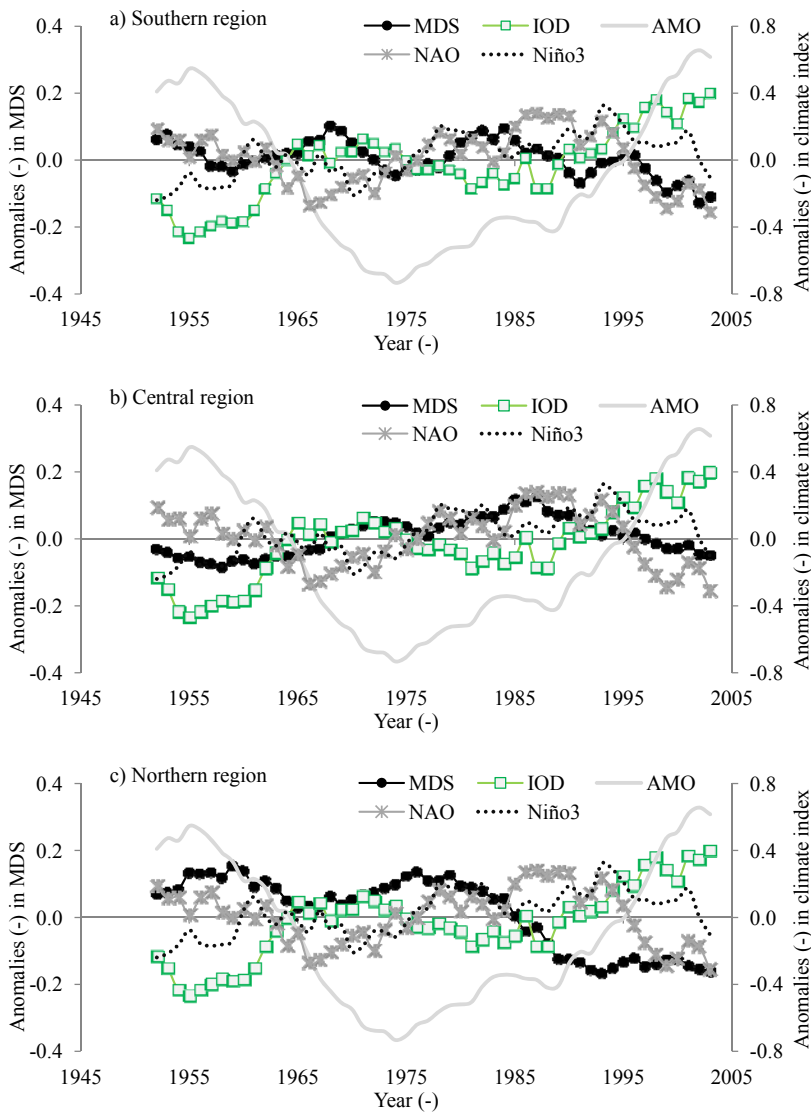 a) Southern region
MDS IOD AMO
NAO Niño3
Anomalies (-) in MDS
0.4
0.2
0.0
-0.2
-0.4
0.8
0.4
0.0
-0.4
-0.8
Anomalies (-) in climate index
1945 1955 1965 1975 1985 1995 2005
Year (-)
b) Central region
MDS IOD AMO
NAO Niño3
Anomalies (-) in MDS
0.4
0.2
0.0
-0.2
-0.4
0.8
0.4
0.0
-0.4
-0.8
Anomalies (-) in climate index
1945 1955 1965 1975 1985 1995 2005
Year (-)
c) Northern region
MDS IOD AMO
NAO Niño3
Anomalies (-) in MDS
0.4
0.2
0.0
-0.2
-0.4
0.8
0.4
0.0
-0.4
-0.8
Anomalies (-) in climate index
1945 1955 1965 1975 1985 1995 2005
Year (-)